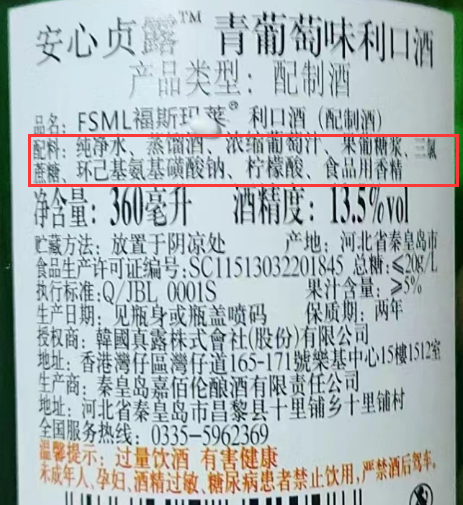 安心贞露™ 青葡萄味利口酒
产品类型：配制酒
品名：FSML福斯玛莱® 利口酒（配制酒）
配料：纯净水、蒸馏酒、浓缩葡萄汁、果葡糖浆、三氯
蔗糖、环己基氨基磺酸钠、柠檬酸、食品用香精
净含量：360毫升 酒精度：13.5%vol
贮藏方法：放置于阴凉处 产地：河北省秦皇岛市
食品生产许可证编号：SC11513032201845 总糖：≤20g/L
执行标准：Q/JBL 0001S 果汁含量：≥5%
生产日期：见瓶身或瓶盖喷码 保质期：两年
授权商：韓國真露株式會社(股份)有限公司
地址：香港灣仔區灣仔道165-171號樂基中心15樓1512室
生产商：秦皇岛嘉佰伦酿酒有限责任公司
地址：河北省秦皇岛市昌黎县十里铺乡十里铺村
全国服务热线：0335-5962369
温馨提示：过量饮酒 有害健康
未成年人、孕妇、酒精过敏、糖尿病患者禁止饮用，严禁酒后驾车。